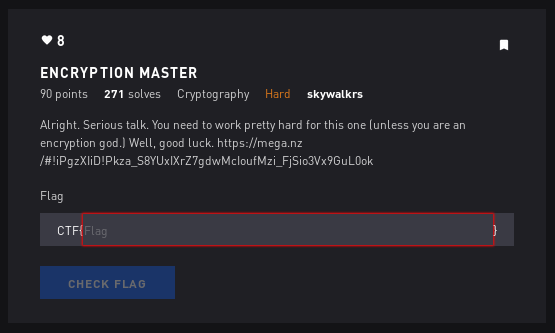 8
ENCRYPTION MASTER
90 points 271 solves Cryptography Hard skywalkrs
Alright. Serious talk. You need to work pretty hard for this one (unless you are an
encryption god.) Well, good luck. https://mega.nz
/#!iPgzXIiD!Pkza_S8YUxIXrZ7gdwMcIoufMzi_FjSio3Vx9GuL0ok
Flag
CTF{Flag }
CHECK FLAG